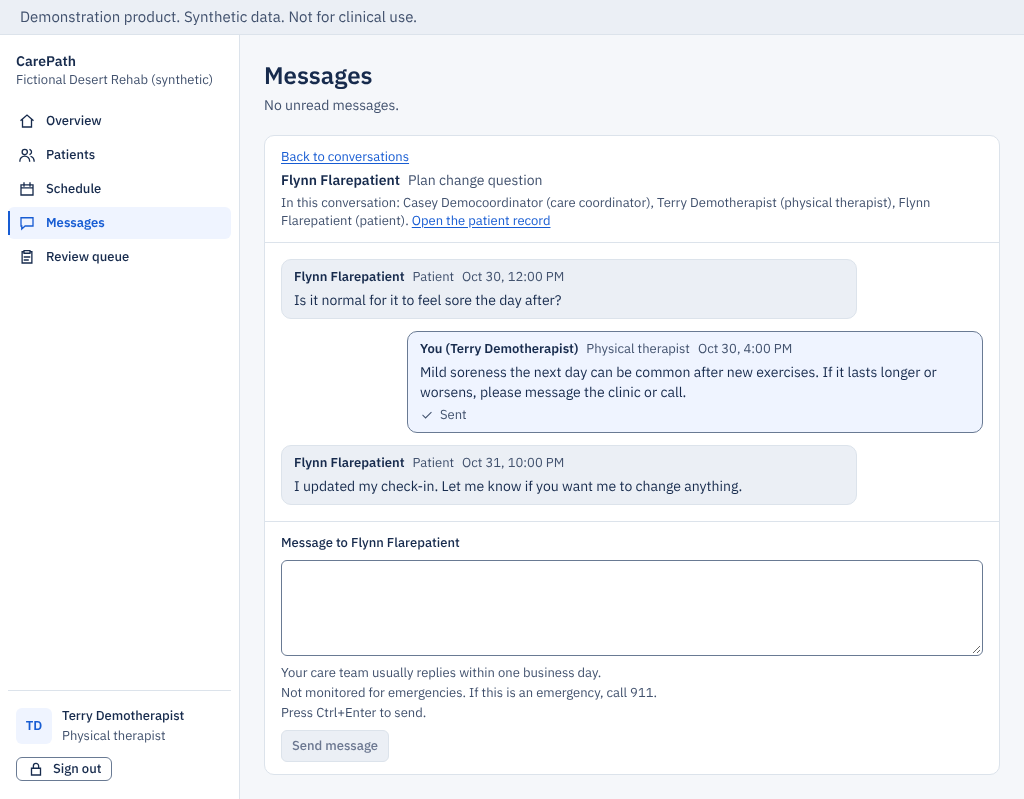 Demonstration product. Synthetic data. Not for clinical use.
CarePath
Fictional Desert Rehab (synthetic)
Overview
Patients
Schedule
Messages
Review queue
TD
Terry Demotherapist
Physical therapist
Sign out
Messages
No unread messages.
Back to conversations
Flynn Flarepatient Plan change question
In this conversation: Casey Democoordinator (care coordinator), Terry Demotherapist (physical therapist), Flynn
Flarepatient (patient). Open the patient record
Flynn Flarepatient Patient Oct 30, 12:00 PM
Is it normal for it to feel sore the day after?
You (Terry Demotherapist) Physical therapist Oct 30, 4:00 PM
Mild soreness the next day can be common after new exercises. If it lasts longer or
worsens, please message the clinic or call.
Sent
Flynn Flarepatient Patient Oct 31, 10:00 PM
I updated my check-in. Let me know if you want me to change anything.
Message to Flynn Flarepatient
Your care team usually replies within one business day.
Not monitored for emergencies. If this is an emergency, call 911.
Press Ctrl+Enter to send.
Send message